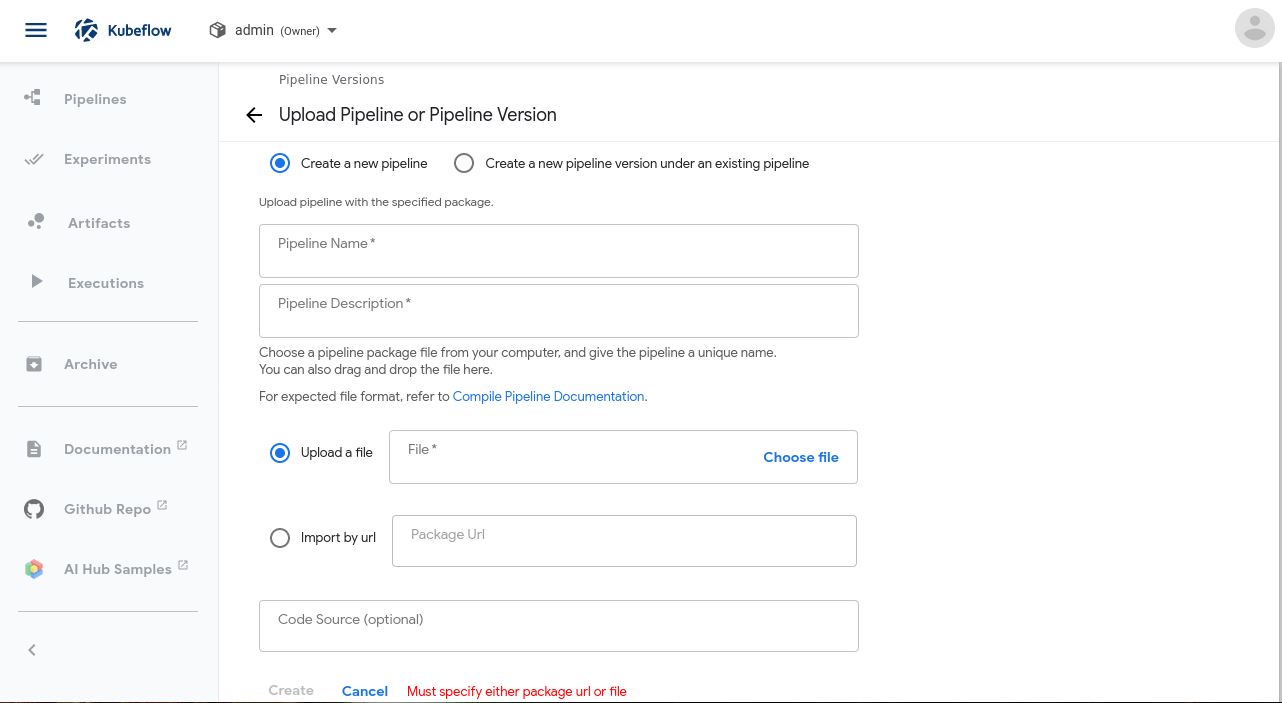 Kubeflow
admin (Owner)
Pipelines
Experiments
Artifacts
Executions
Archive
Documentation
Github Repo
AI Hub Samples
Pipeline Versions
Upload Pipeline or Pipeline Version
Create a new pipeline
Create a new pipeline version under an existing pipeline
Upload pipeline with the specified package.
Pipeline Name *
Pipeline Description *
Choose a pipeline package file from your computer, and give the pipeline a unique name.
You can also drag and drop the file here.
For expected file format, refer to Compile Pipeline Documentation.
Upload a file
File *
Choose file
Import by url
Package Url
Code Source (optional)
Create
Cancel
Must specify either package url or file